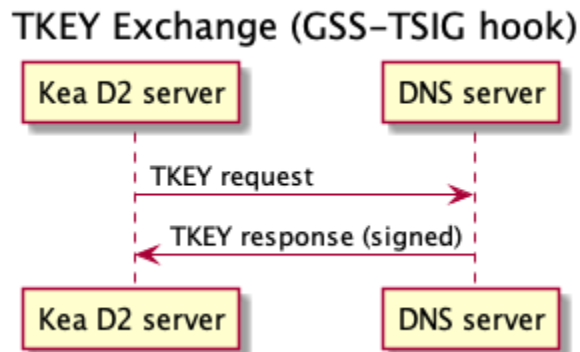 TKEY Exchange (GSS-TSIG hook)
Kea D2 server DNS server
TKEY request
TKEY response (signed)
Kea D2 server DNS server